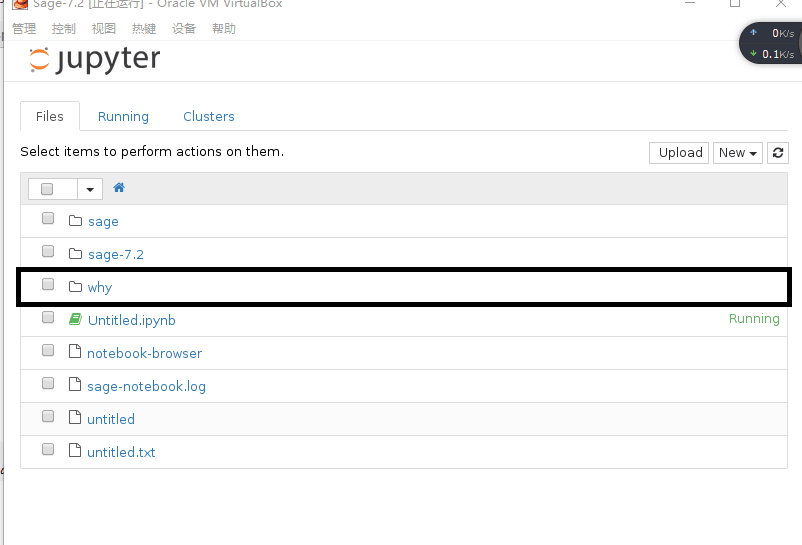 Sage-7.2 [正在运行] - Oracle VM VirtualBox
管理 控制 视图 热键 设备 帮助
0K/s
0.1K/s
jupyter
Files Running Clusters
Select items to perform actions on them.
Upload New
sage
sage-7.2
why
Untitled.ipynb Running
notebook-browser
sage-notebook.log
untitled
untitled.txt